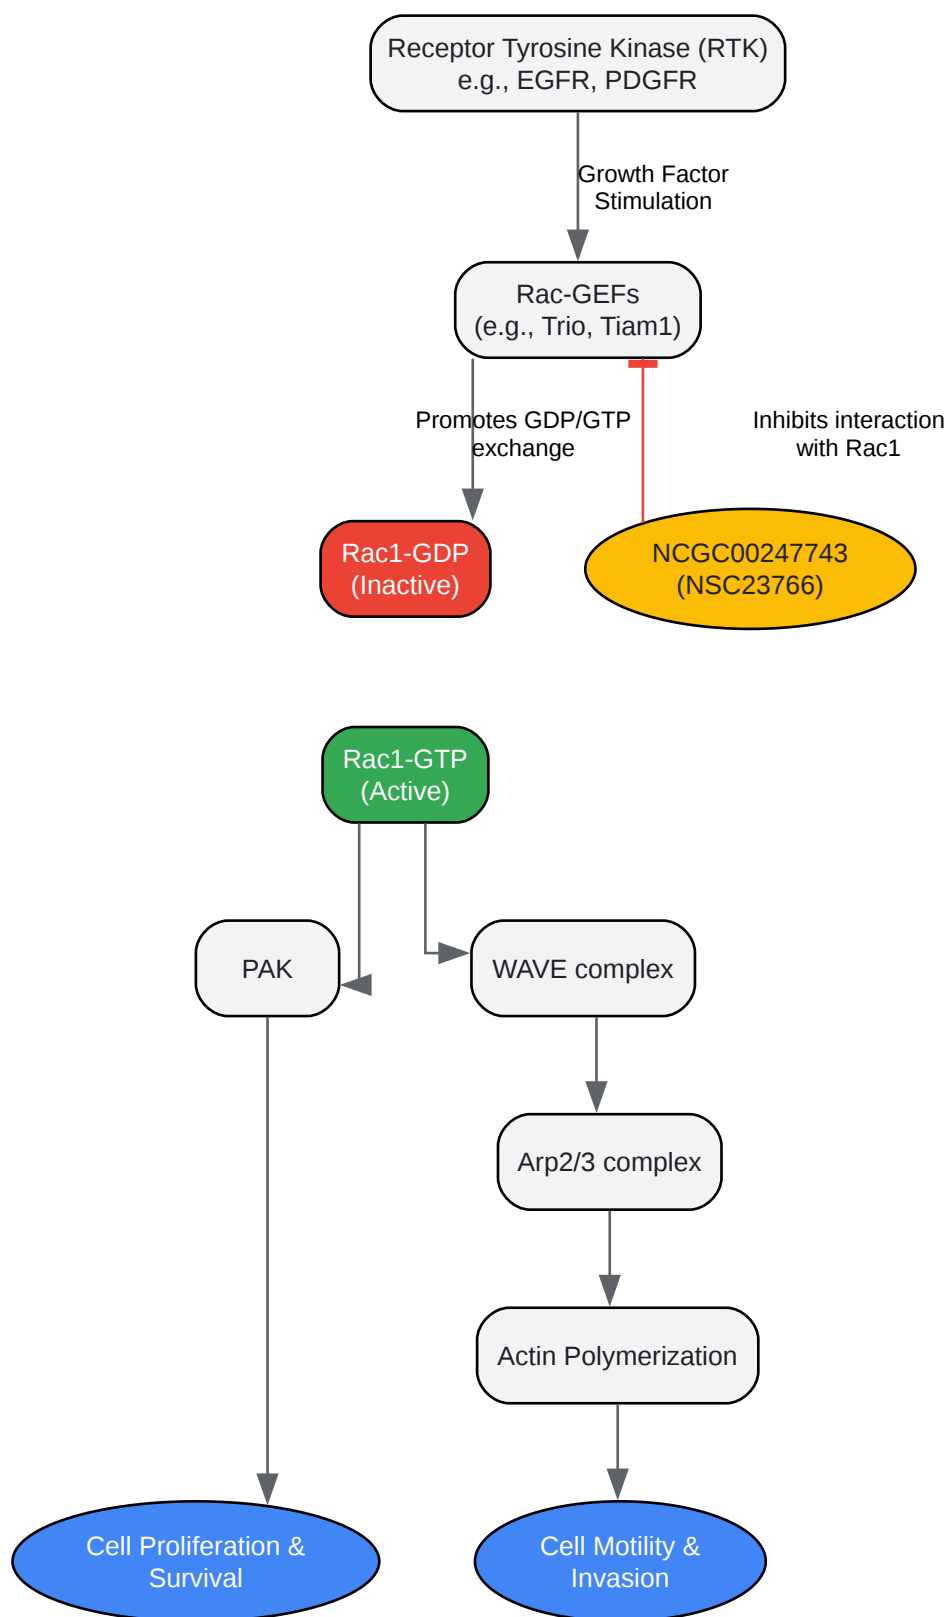 Receptor Tyrosine Kinase (RTK)
e.g., EGFR, PDGFR
Growth Factor
Stimulation
Rac-GEFs
(e.g., Trio, Tiam1)
Promotes GDP/GTP
exchange
Inhibits interaction
with Rac1
Rac1-GDP
(Inactive)
NCGC00247743
(NSC23766)
Rac1-GTP
(Active)
PAK
WAVE complex
Arp2/3 complex
Actin Polymerization
Cell Proliferation &
Survival
Cell Motility &
Invasion